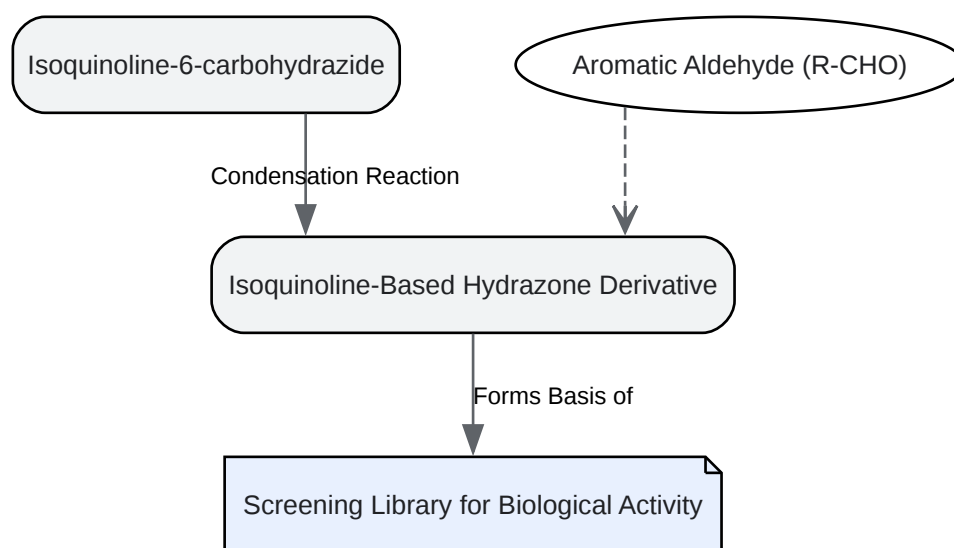 Isoquinoline-6-carbohydrazide
Aromatic Aldehyde (R-CHO)
Condensation Reaction
Isoquinoline-Based Hydrazone Derivative
Forms Basis of
Screening Library for Biological Activity